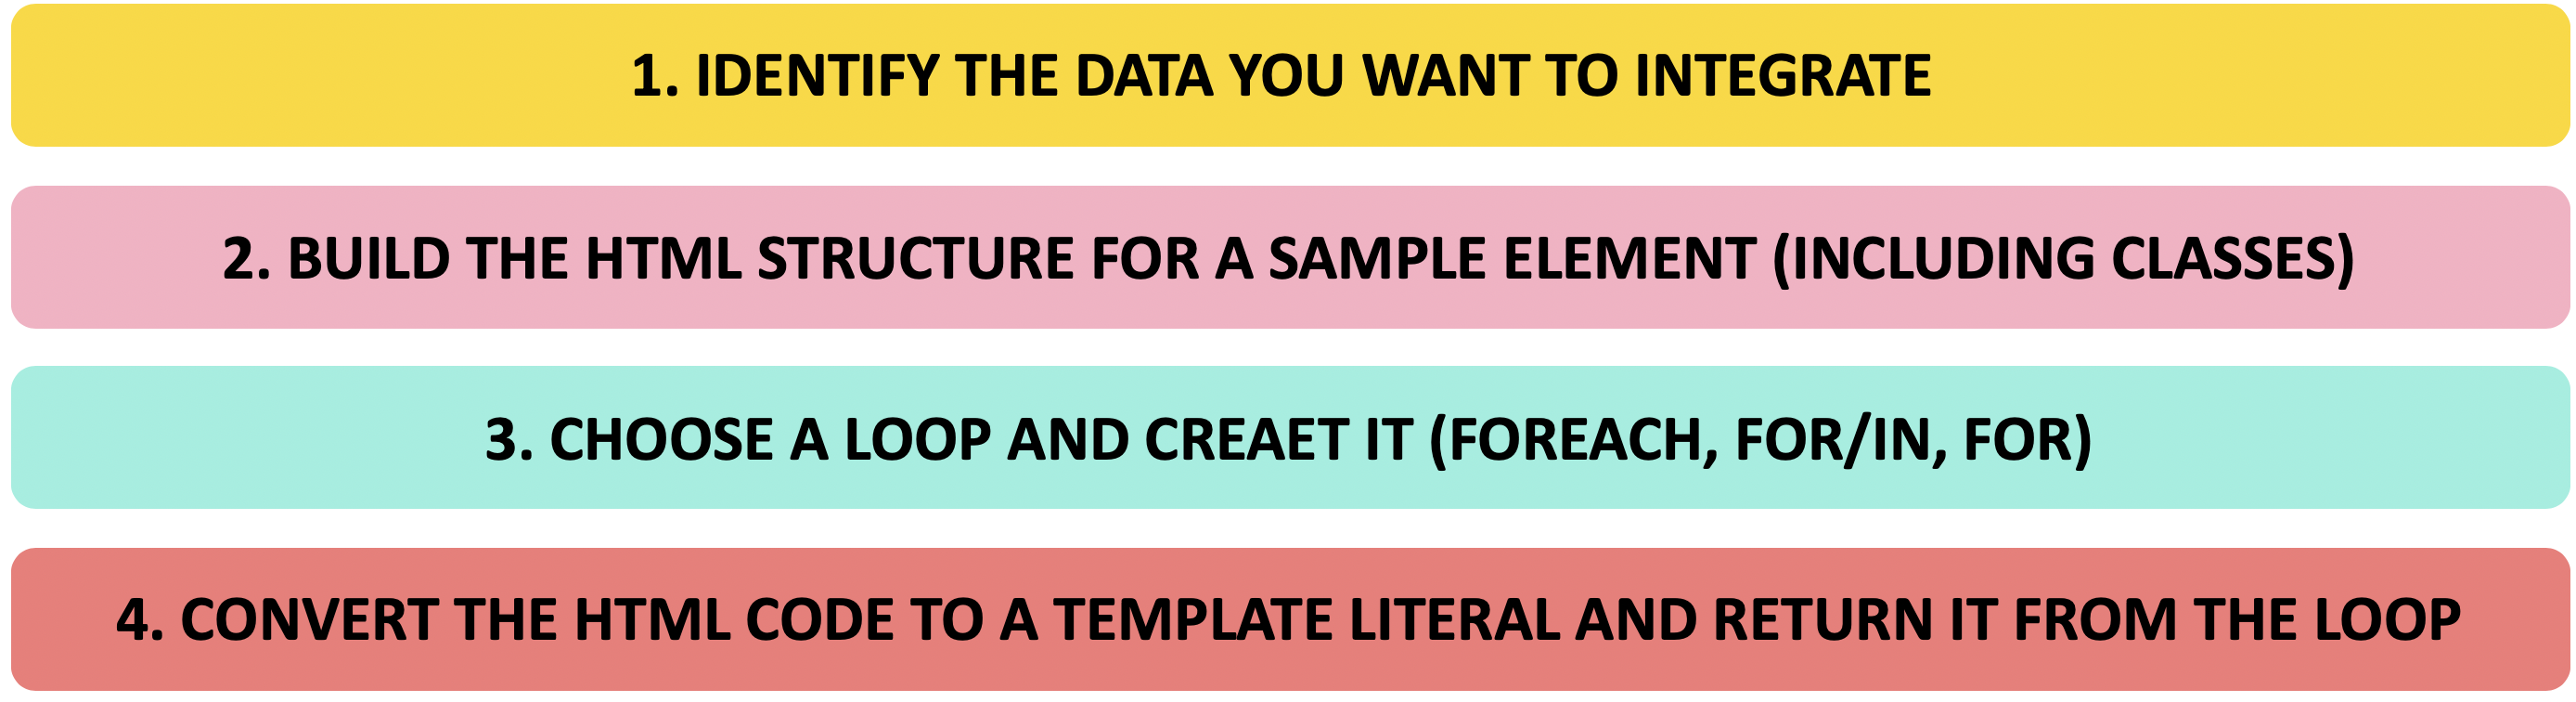 1. IDENTIFY THE DATA YOU WANT TO INTEGRATE
2. BUILD THE HTML STRUCTURE FOR A SAMPLE ELEMENT (INCLUDING CLASSES)
3. CHOOSE A LOOP AND CREAET IT (FOREACH, FOR/IN, FOR)
4. CONVERT THE HTML CODE TO A TEMPLATE LITERAL AND RETURN IT FROM THE LOOP